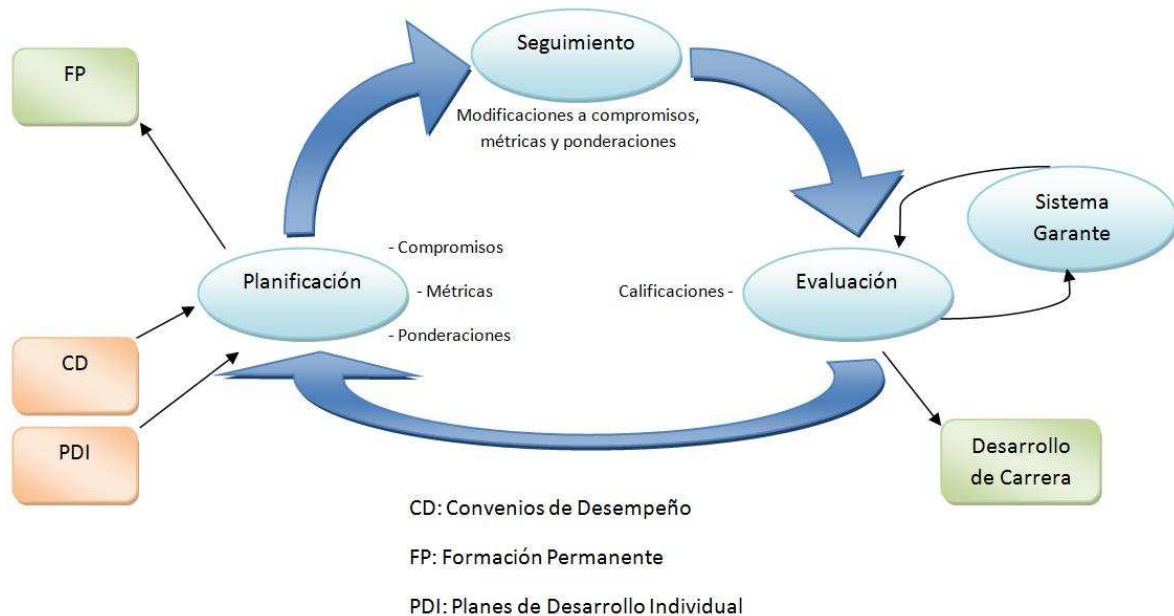 Seguimiento
FP
Modificaciones a compromisos,
métricas y ponderaciones
Sistema
Garante
- Compromisos
Planificación
- Métricas
- Ponderaciones
Calificaciones -
Evaluación
CD
PDI
Desarrollo
de Carrera
CD: Convenios de Desempeño
FP: Formación Permanente
PDI: Planes de Desarrollo Individual